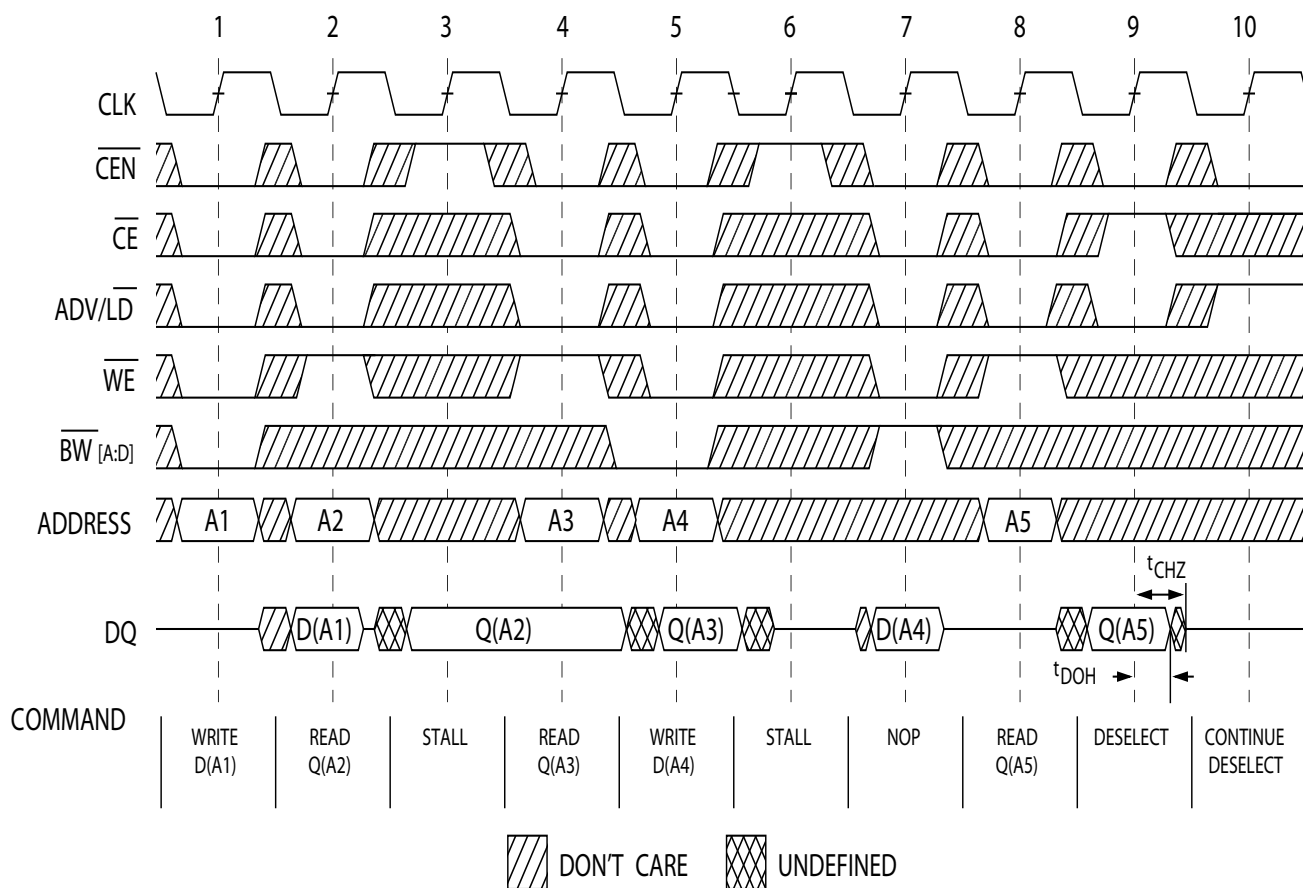 1 2 3 4 5 6 7 8 9 10
CLK
CEN
CE
ADV/LD
WE
BW [A:D]
ADDRESS A1 A2 A3 A4 A5
tCHZ
DQ D(A1) Q(A2) Q(A3) D(A4) Q(A5)
tDOH
COMMAND
WRITE READ STALL READ WRITE STALL NOP READ DESELECT CONTINUE
D(A1) Q(A2) Q(A3) D(A4) Q(A5) DESELECT
DON'T CARE UNDEFINED